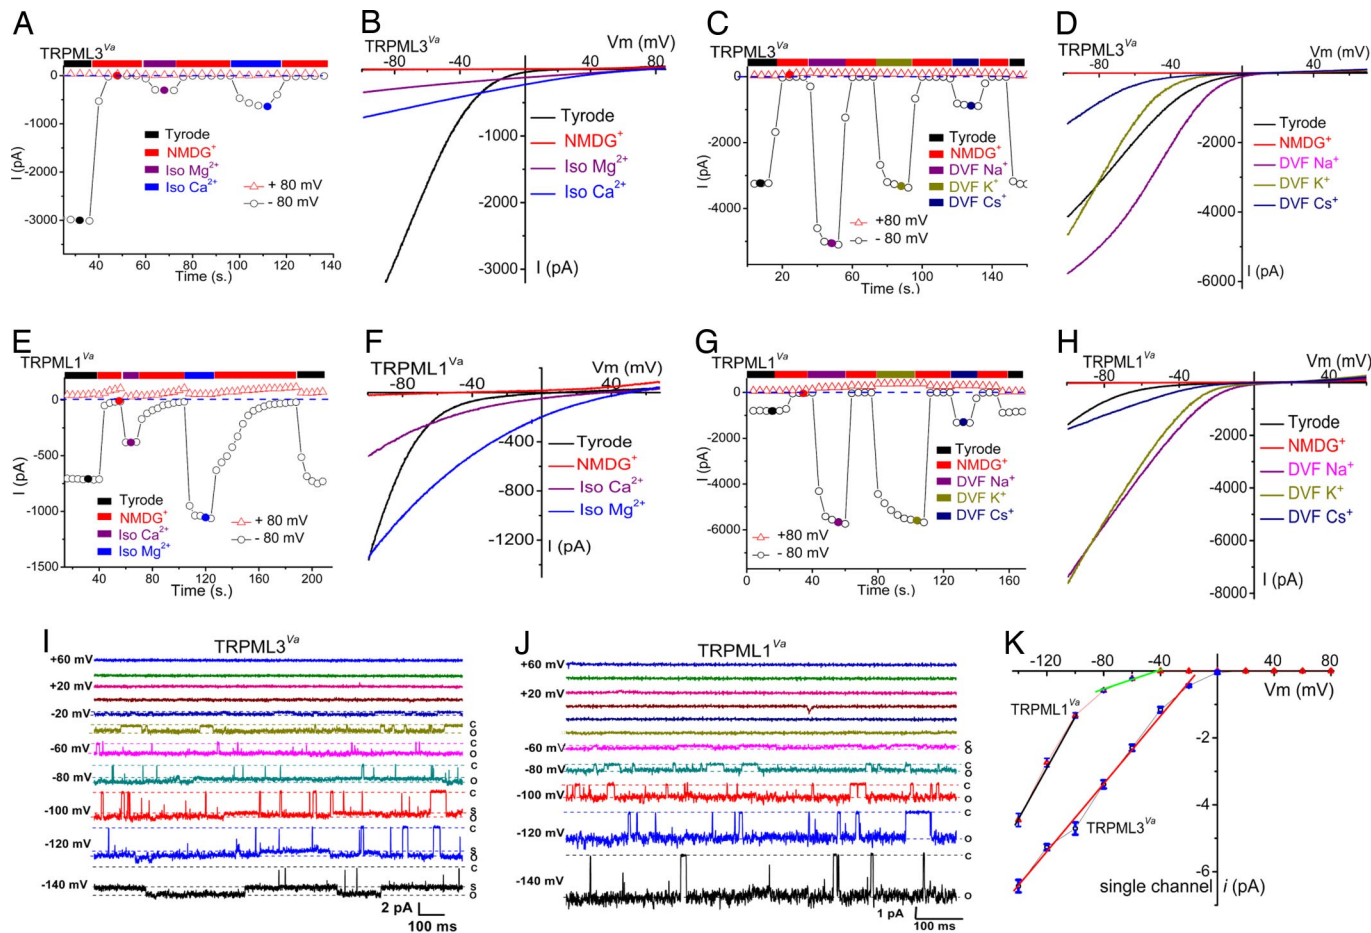 A
TRPML3Va
0
-1000
-2000
-3000
I (pA)
Tyrode
NMDG+
Iso Mg2+
Iso Ca2+
+ 80 mV
- 80 mV
40 60 80 100 120 140
Time (s.)
B
TRPML3Va
Vm (mV)
-80 -40 40 80
-1000
-2000
-3000
I (pA)
Tyrode
NMDG+
Iso Mg2+
Iso Ca2+
C
TRPML3Va
0
-2000
-4000
I (pA)
Tyrode
NMDG+
DVF Na+
DVF K+
DVF Cs+
+80 mV
- 80 mV
20 60 100 140
Time (s.)
D
TRPML3Va
Vm (mV)
-80 -40 0 40
-2000
-4000
-6000
I (pA)
Tyrode
NMDG+
DVF Na+
DVF K+
DVF Cs+
E
TRPML1Va
0
-500
-1000
-1500
I (pA)
Tyrode
NMDG+
Iso Ca2+
Iso Mg2+
+ 80 mV
- 80 mV
0 40 80 120 160 200
Time (s.)
F
TRPML1Va
Vm (mV)
-80 -40 0 40
-400
-800
-1200
I (pA)
Tyrode
NMDG+
Iso Ca2+
Iso Mg2+
G
TRPML1Va
0
-2000
-4000
-6000
I (pA)
Tyrode
NMDG+
DVF Na+
DVF K+
DVF Cs+
+80 mV
- 80 mV
0 40 80 120 160
Time (s.)
H
TRPML1Va
Vm (mV)
-80 -40 0 40
-2000
-4000
-6000
-8000
I (pA)
Tyrode
NMDG+
DVF Na+
DVF K+
DVF Cs+
I
TRPML3Va
+60 mV
+20 mV
-20 mV
C
O
-60 mV
C
O
-80 mV
C
O
-100 mV
C
S
O
-120 mV
C
S
O
-140 mV
C
S
O
2 pA
100 ms
J
TRPML1Va
+60 mV
+20 mV
-20 mV
-60 mV
C
O
-80 mV
C
O
-100 mV
C
O
-120 mV
C
O
-140 mV
C
O
1 pA
100 ms
K
-120 -80 -40 0 40 80
Vm (mV)
TRPML1Va
TRPML3Va
-2
-4
-6
single channel i (pA)